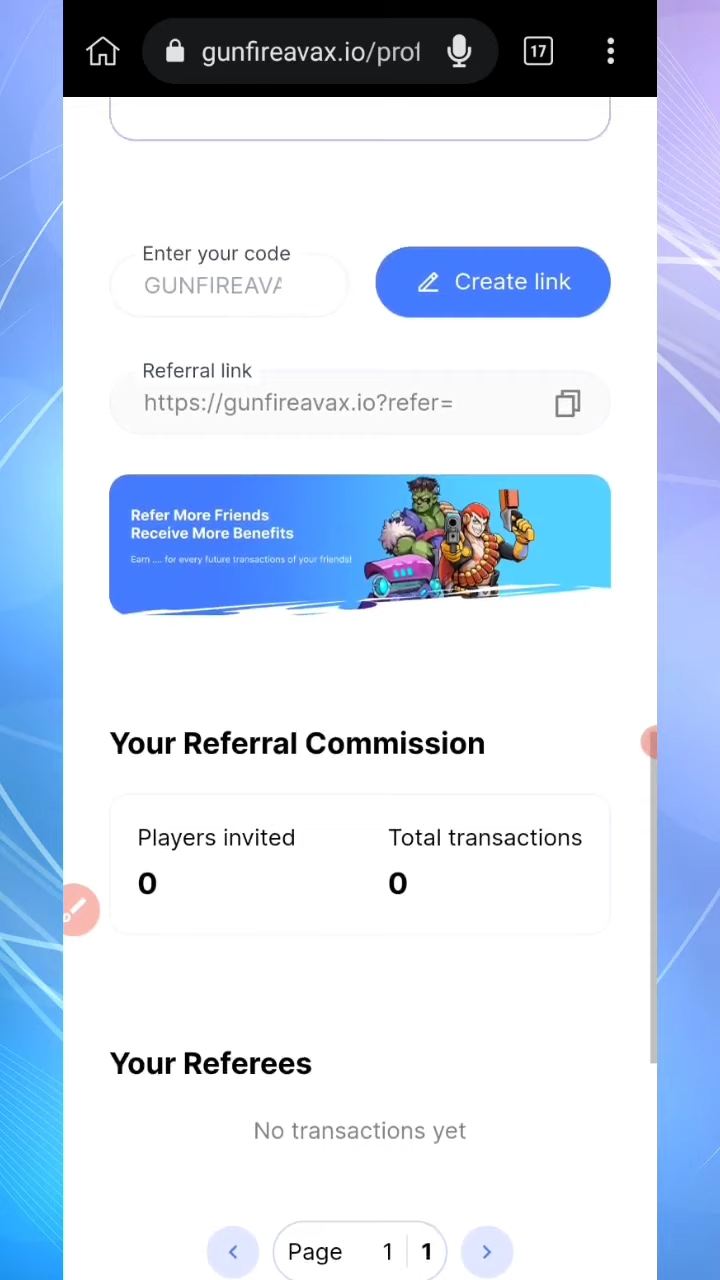 gunfireavax.io/prof
17
Enter your code
GUNFIREAVA
Create link
Referral link
https://gunfireavax.io?refer=
Refer More Friends
Receive More Benefits
Earn .... for every future transactions of your friends!
Your Referral Commission
Players invited
Total transactions
0
0
Your Referees
No transactions yet
Page 1 1